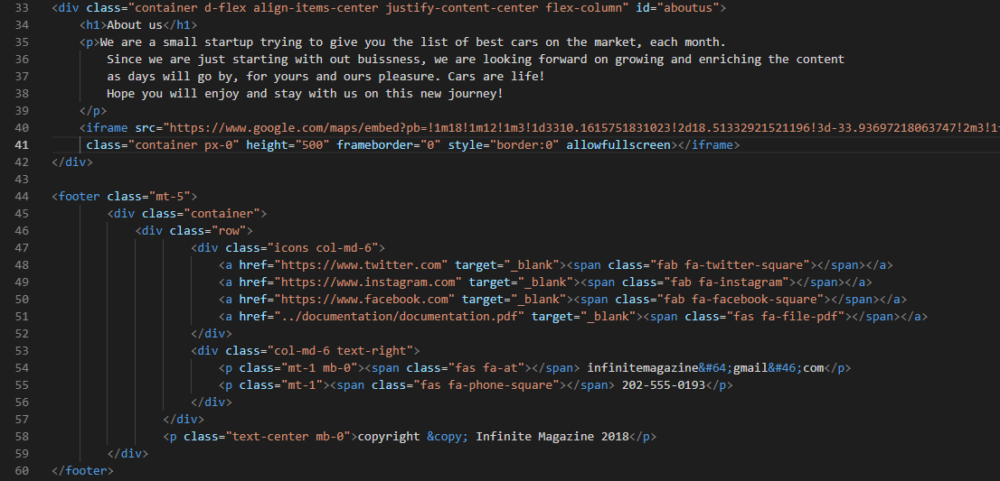 33 <div class="container d-flex align-items-center justify-content-center flex-column" id="aboutus">
34 <h1>About us</h1>
35 <p>We are a small startup trying to give you the list of best cars on the market, each month.
36 Since we are just starting with out buissness, we are looking forward on growing and enriching the content
37 as days will go by, for yours and ours pleasure. Cars are life!
38 Hope you will enjoy and stay with us on this new journey!
39 </p>
40 <iframe src="https://www.google.com/maps/embed?pb=!1m18!1m12!1m3!1d3310.1615751831023!2d18.51332921521196!3d-33.93697218063747!2m3!1
41 class="container px-0" height="500" frameborder="0" style="border:0" allowfullscreen></iframe>
42 </div>
43
44 <footer class="mt-5">
45 <div class="container">
46 <div class="row">
47 <div class="icons col-md-6">
48 <a href="https://www.twitter.com" target="_blank"><span class="fab fa-twitter-square"></span></a>
49 <a href="https://www.instagram.com" target="_blank"><span class="fab fa-instagram"></span></a>
50 <a href="https://www.facebook.com" target="_blank"><span class="fab fa-facebook-square"></span></a>
51 <a href="../documentation/documentation.pdf" target="_blank"><span class="fas fa-file-pdf"></span></a>
52 </div>
53 <div class="col-md-6 text-right">
54 <p class="mt-1 mb-0"><span class="fas fa-at"></span> infinitemagazine&#64;gmail&#46;com</p>
55 <p class="mt-1"><span class="fas fa-phone-square"></span> 202-555-0193</p>
56 </div>
57 </div>
58 <p class="text-center mb-0">copyright &copy; Infinite Magazine 2018</p>
59 </div>
60 </footer>